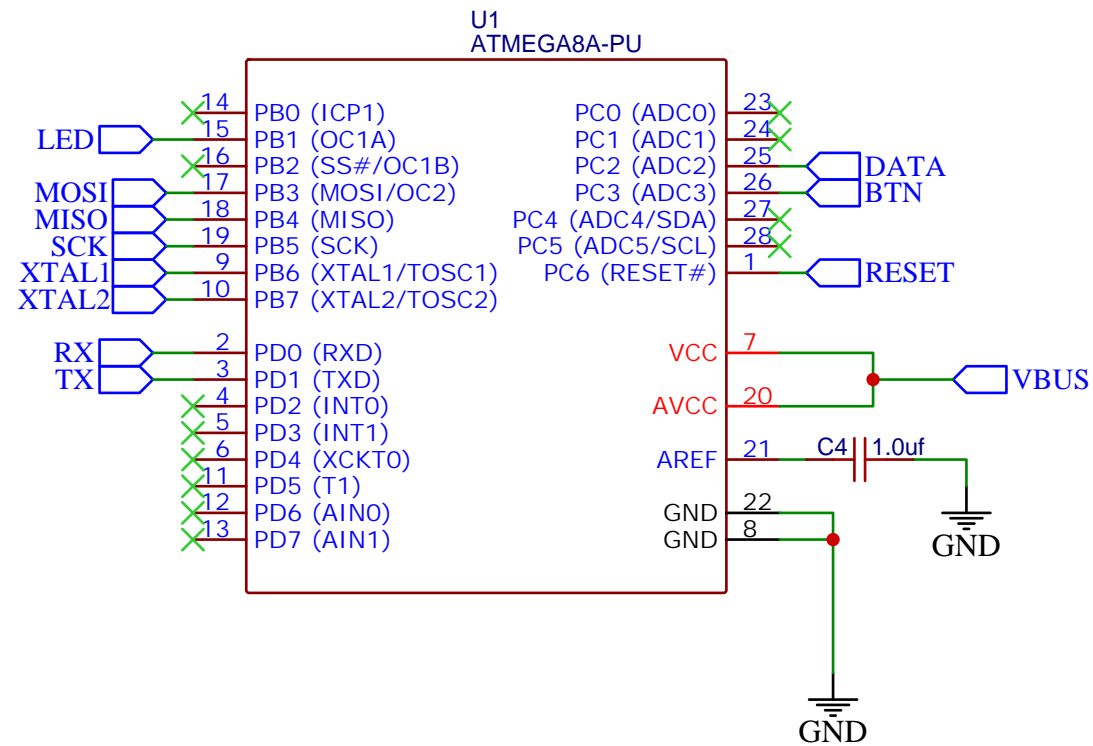 U1
ATMEGA8A-PU
14 PB0 (ICP1) PC0 (ADC0) 23
LED 15 PB1 (OC1A) PC1 (ADC1) 24
16 PB2 (SS#/OC1B) PC2 (ADC2) 25 DATA
MOSI 17 PB3 (MOSI/OC2) PC3 (ADC3) 26 BTN
MISO 18 PB4 (MISO) PC4 (ADC4/SDA) 27
SCK 19 PB5 (SCK) PC5 (ADC5/SCL) 28
XTAL1 9 PB6 (XTAL1/TOSC1) PC6 (RESET#) 1 RESET
XTAL2 10 PB7 (XTAL2/TOSC2)
RX 2 PD0 (RXD) VCC 7
TX 3 PD1 (TXD) VBUS
4 PD2 (INT0) AVCC 20
5 PD3 (INT1)
6 PD4 (XCKT0) AREF 21 C4 1.0uf
11 PD5 (T1)
12 PD6 (AIN0) GND 22
13 PD7 (AIN1) GND 8
GND
GND